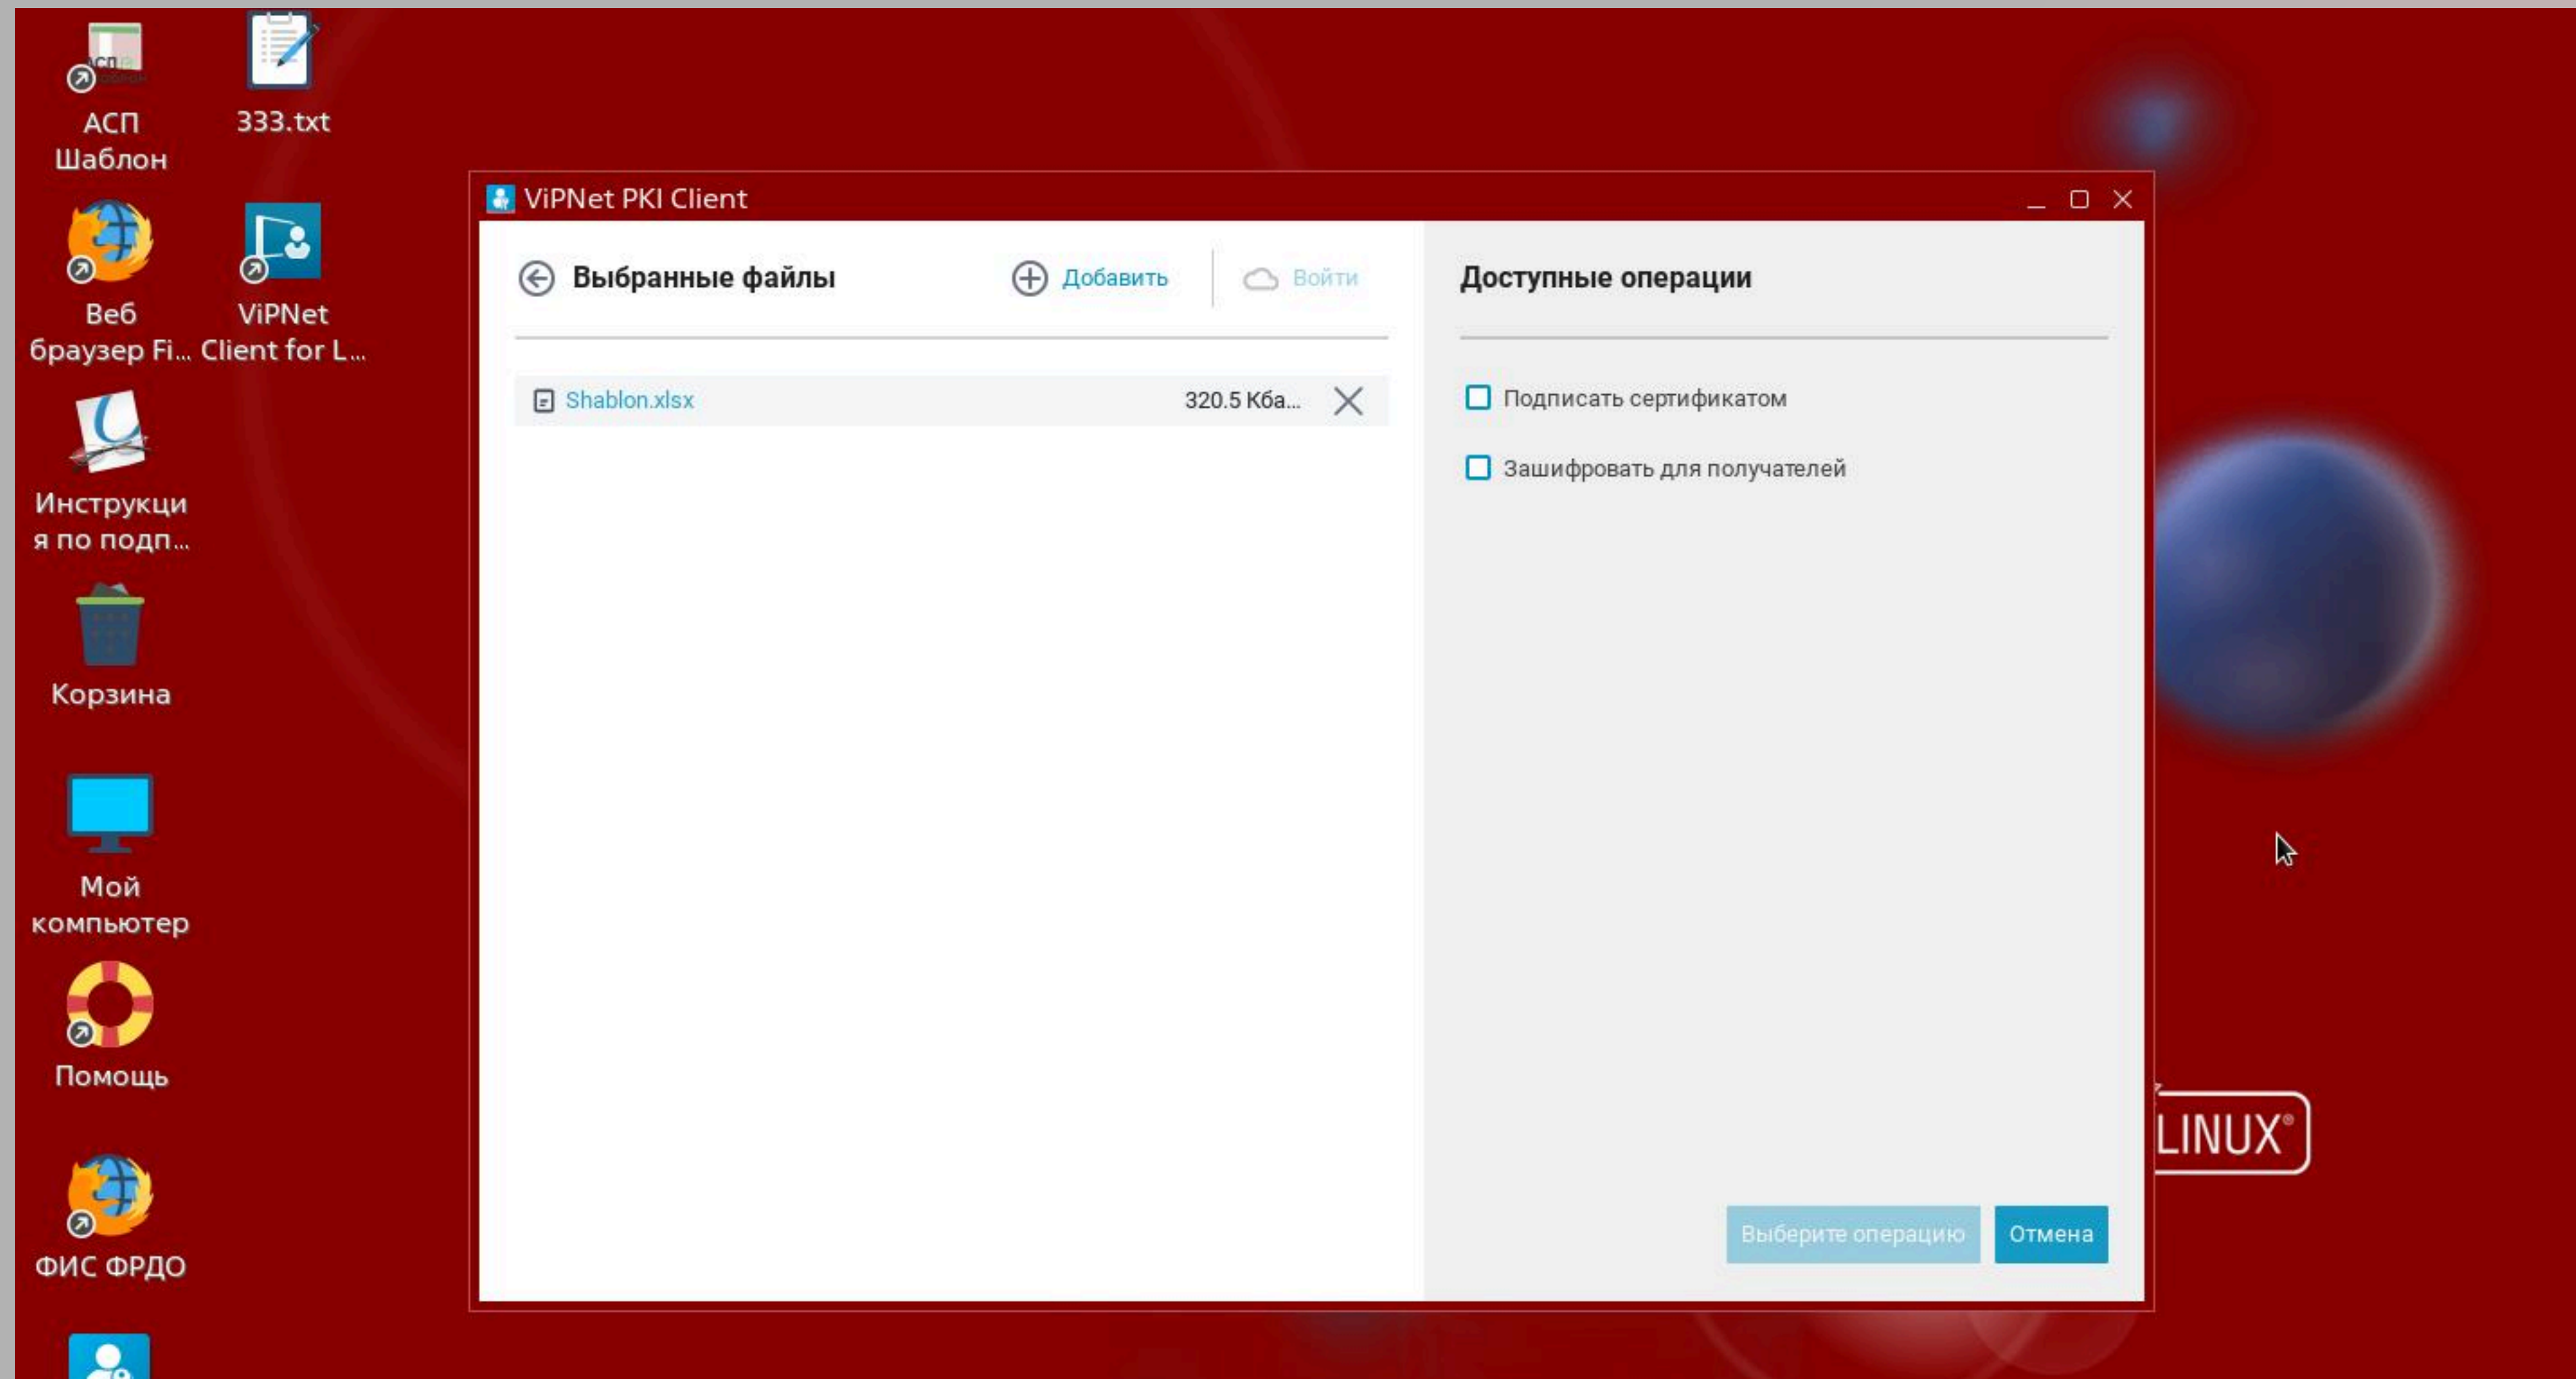 АСП
Шаблон
333.txt
Веб
браузер Fi...
ViPNet
Client for L...
Инструкци
я по подп...
Корзина
Мой
компьютер
Помощь
ФИС ФРДО
ViPNet PKI Client
Выбранные файлы
Добавить
Войти
Shablon.xlsx
320.5 Кба...
Доступные операции
Подписать сертификатом
Зашифровать для получателей
Выберите операцию
Отмена
LINUX®